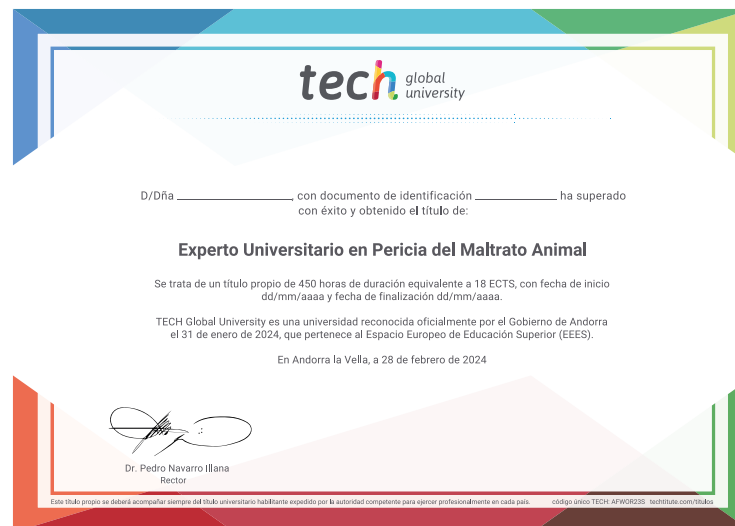 tech global university
D/Dña ____________, con documento de identificación ____________ ha superado
con éxito y obtenido el título de:
Experto Universitario en Pericia del Maltrato Animal
Se trata de un título propio de 450 horas de duración equivalente a 18 ECTS, con fecha de inicio
dd/mm/aaaa y fecha de finalización dd/mm/aaaa.
TECH Global University es una universidad reconocida oficialmente por el Gobierno de Andorra
el 31 de enero de 2024, que pertenece al Espacio Europeo de Educación Superior (EEES).
En Andorra la Vella, a 28 de febrero de 2024
Dr. Pedro Navarro Illana
Rector
Este título propio se deberá acompañar siempre del título universitario habilitante expedido por la autoridad competente para ejercer profesionalmente en cada país. código único TECH: AFWOR23S techtitute.com/titulos